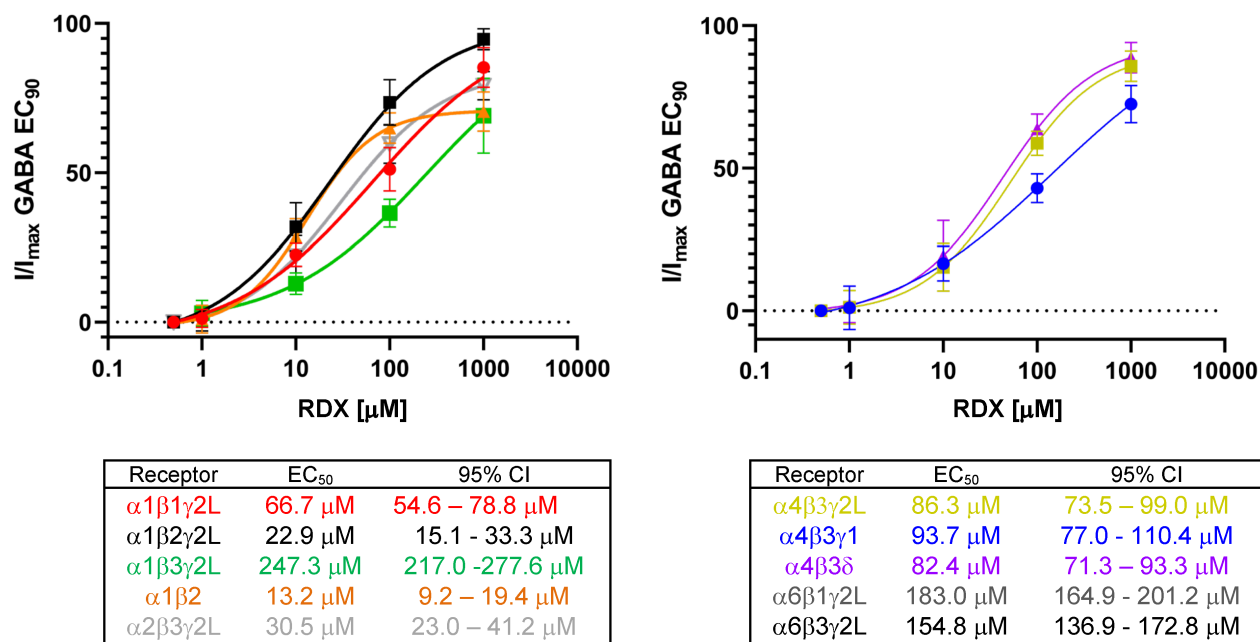 I/Imax GABA EC90
100
50
0
0.1 1 10 100 1000 10000
RDX [μM]
I/Imax GABA EC90
100
50
0
0.1 1 10 100 1000 10000
RDX [μM]
Receptor EC50 95% CI
α1β1γ2L 66.7 μM 54.6 – 78.8 μM
α1β2γ2L 22.9 μM 15.1 - 33.3 μM
α1β3γ2L 247.3 μM 217.0 -277.6 μM
α1β2 13.2 μM 9.2 – 19.4 μM
α2β3γ2L 30.5 μM 23.0 – 41.2 μM
Receptor EC50 95% CI
α4β3γ2L 86.3 μM 73.5 – 99.0 μM
α4β3γ1 93.7 μM 77.0 - 110.4 μM
α4β3δ 82.4 μM 71.3 – 93.3 μM
α6β1γ2L 183.0 μM 164.9 - 201.2 μM
α6β3γ2L 154.8 μM 136.9 - 172.8 μM